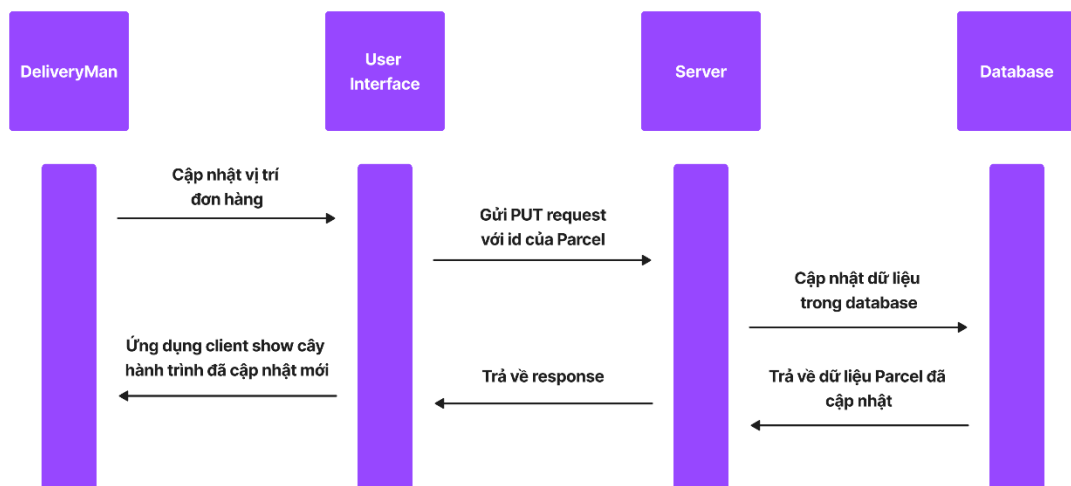 DeliveryMan
User
Interface
Server
Database
Cập nhật vị trí
đơn hàng
Gửi PUT request
với id của Parcel
Cập nhật dữ liệu
trong database
Ứng dụng client show cây
hành trình đã cập nhật mới
Trả về response
Trả về dữ liệu Parcel đã
cập nhật